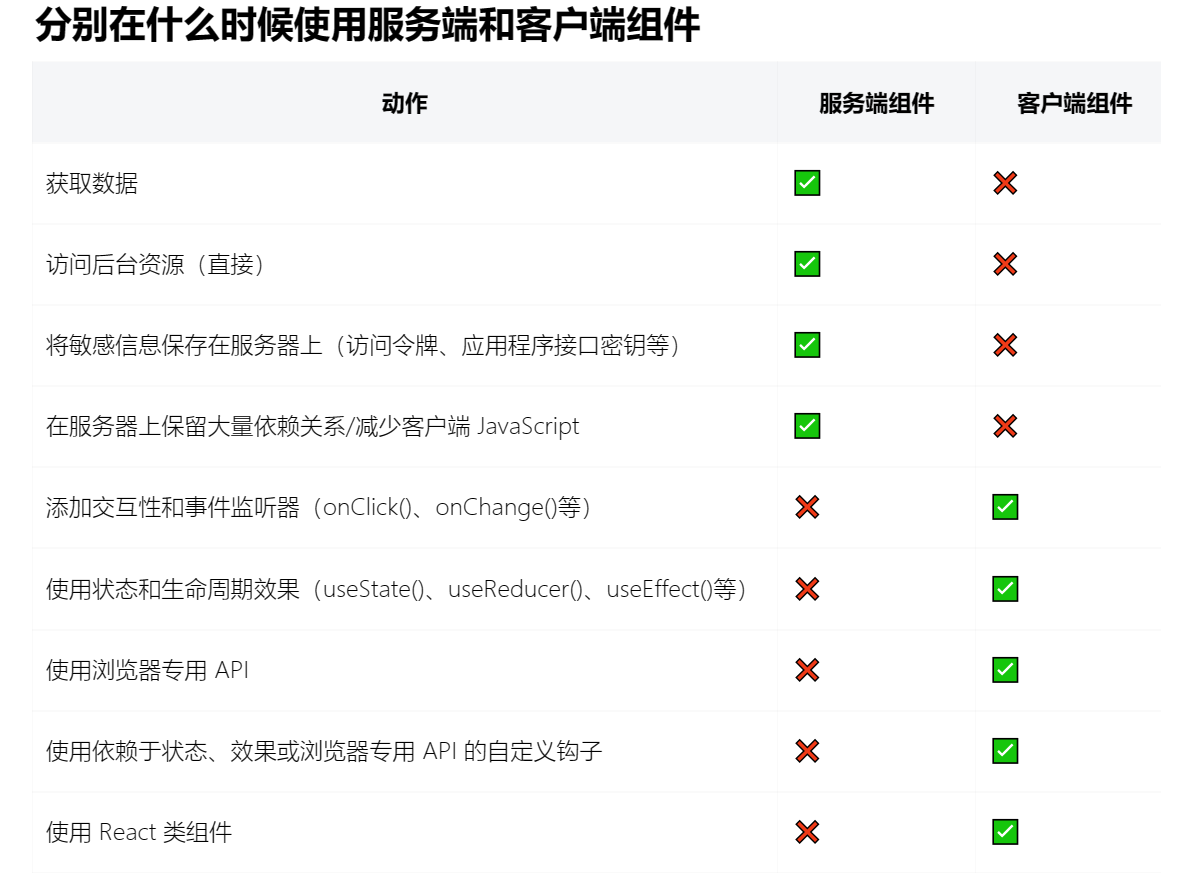 分别在什么时候使用服务端和客户端组件
动作 服务端组件 客户端组件
获取数据 ✅ ❌
访问后台资源（直接） ✅ ❌
将敏感信息保存在服务器上（访问令牌、应用程序接口密钥等） ✅ ❌
在服务器上保留大量依赖关系/减少客户端 JavaScript ✅ ❌
添加交互性和事件监听器（onClick()、onChange()等） ❌ ✅
使用状态和生命周期效果（useState()、useReducer()、useEffect()等） ❌ ✅
使用浏览器专用 API ❌ ✅
使用依赖于状态、效果或浏览器专用 API 的自定义钩子 ❌ ✅
使用 React 类组件 ❌ ✅